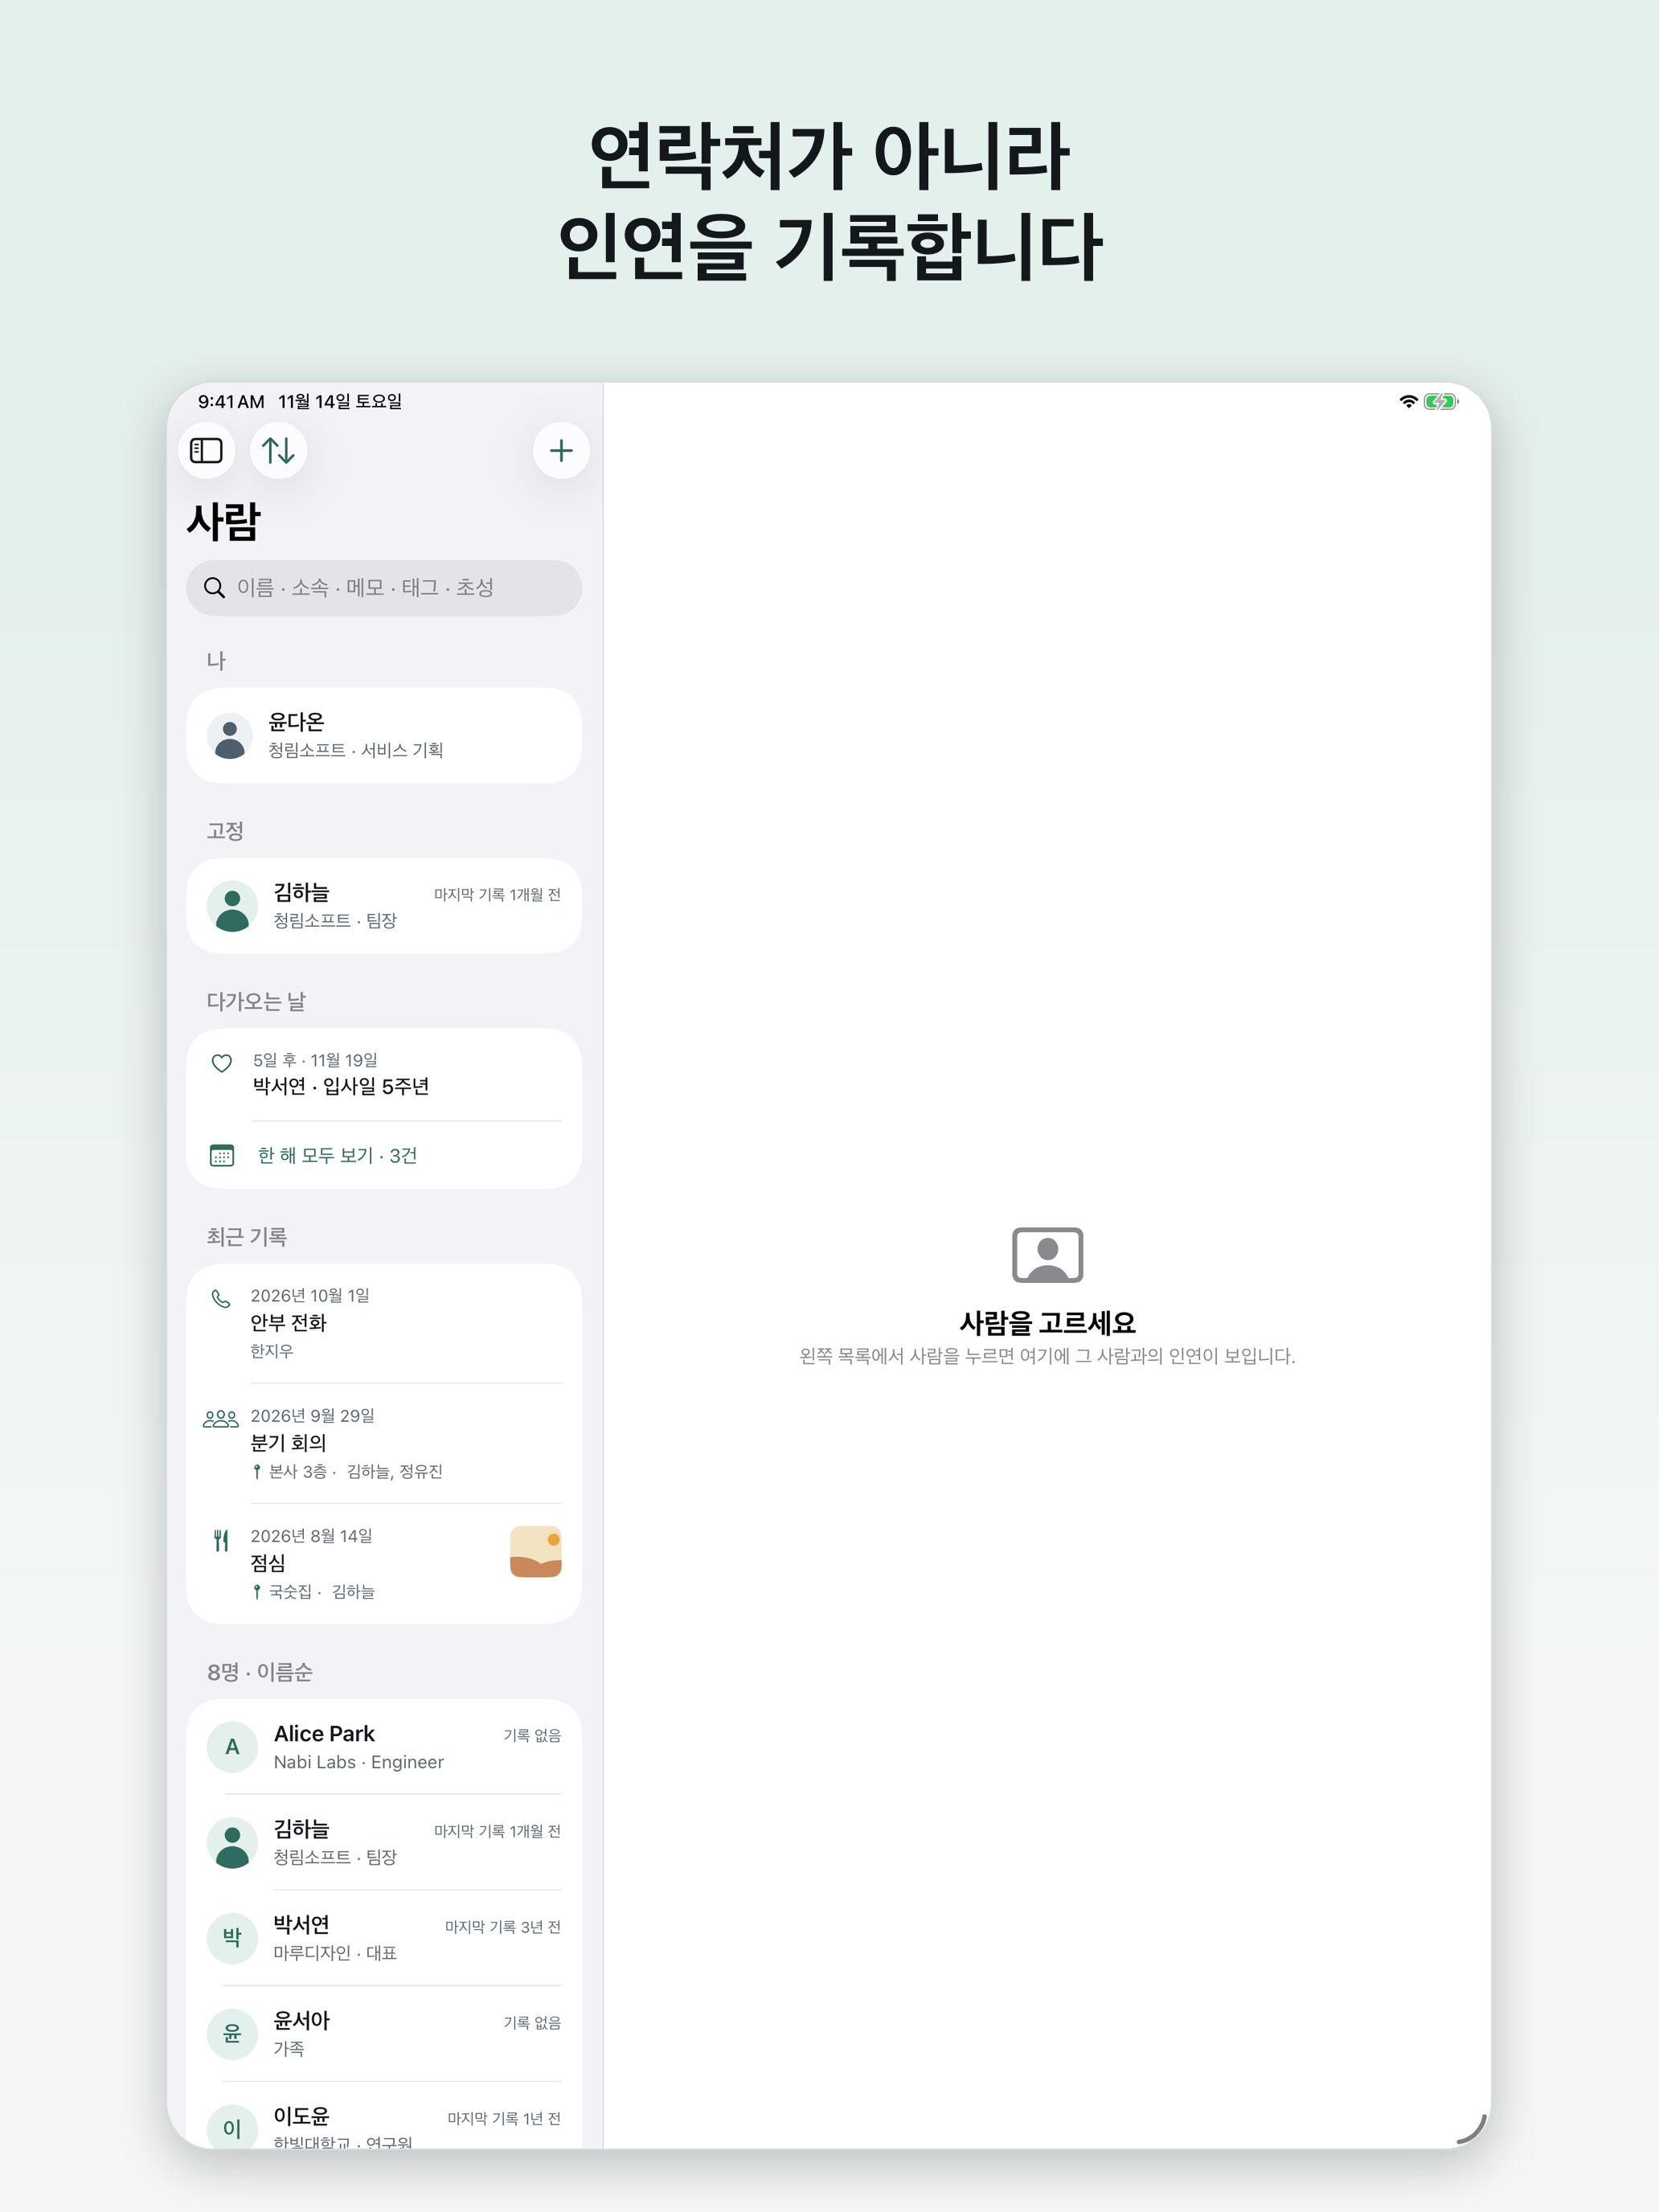 연락처가 아니라
인연을 기록합니다
9:41 AM 11월 14일 토요일
사람
이름 · 소속 · 메모 · 태그 · 초성
나
윤다온
청림소프트 · 서비스 기획
고정
김하늘
마지막 기록 1개월 전
청림소프트 · 팀장
다가오는 날
5일 후 · 11월 19일
박서연 · 입사일 5주년
한 해 모두 보기 · 3건
최근 기록
2026년 10월 1일
안부 전화
한지우
2026년 9월 29일
분기 회의
본사 3층 · 김하늘, 정유진
2026년 8월 14일
점심
국숫집 · 김하늘
8명 · 이름순
A
Alice Park
기록 없음
Nabi Labs · Engineer
김하늘
마지막 기록 1개월 전
청림소프트 · 팀장
박
박서연
마지막 기록 3년 전
마루디자인 · 대표
윤
윤서아
기록 없음
가족
이
이도윤
마지막 기록 1년 전
한빛대학교 · 연구원
사람을 고르세요
왼쪽 목록에서 사람을 누르면 여기에 그 사람과의 인연이 보입니다.